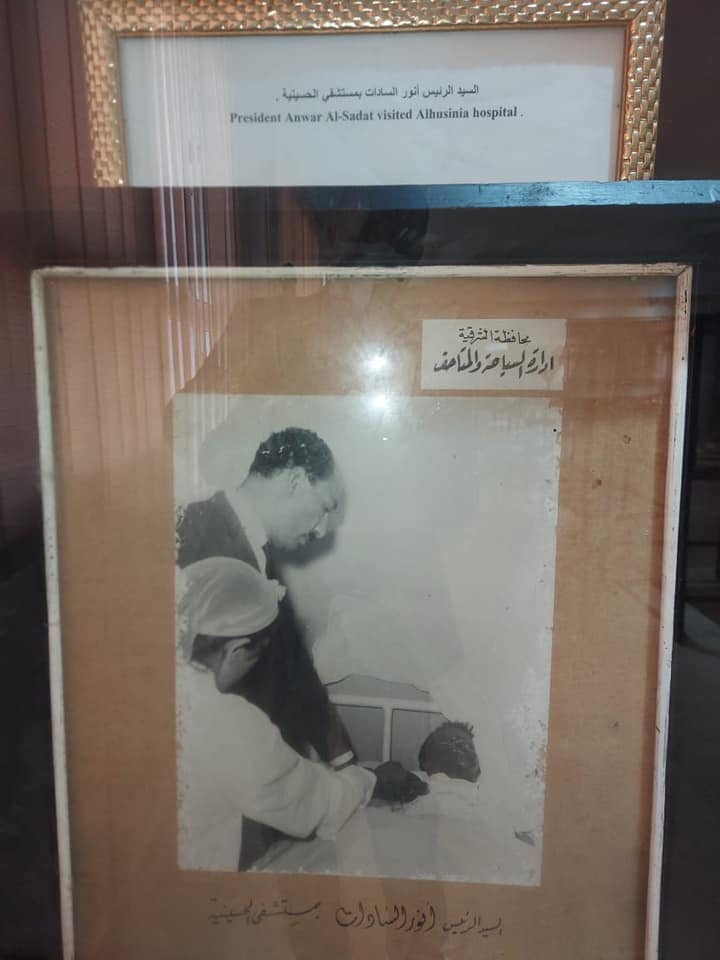 السيد الرئيس أنور السادات بمستشفي الحسينية .
President Anwar Al-Sadat visited Alhusinia hospital .
محافظة الشرقية
ادارة السياحة والمتاحف
السيد الرئيس أنور السادات بمستشفى الحسينية